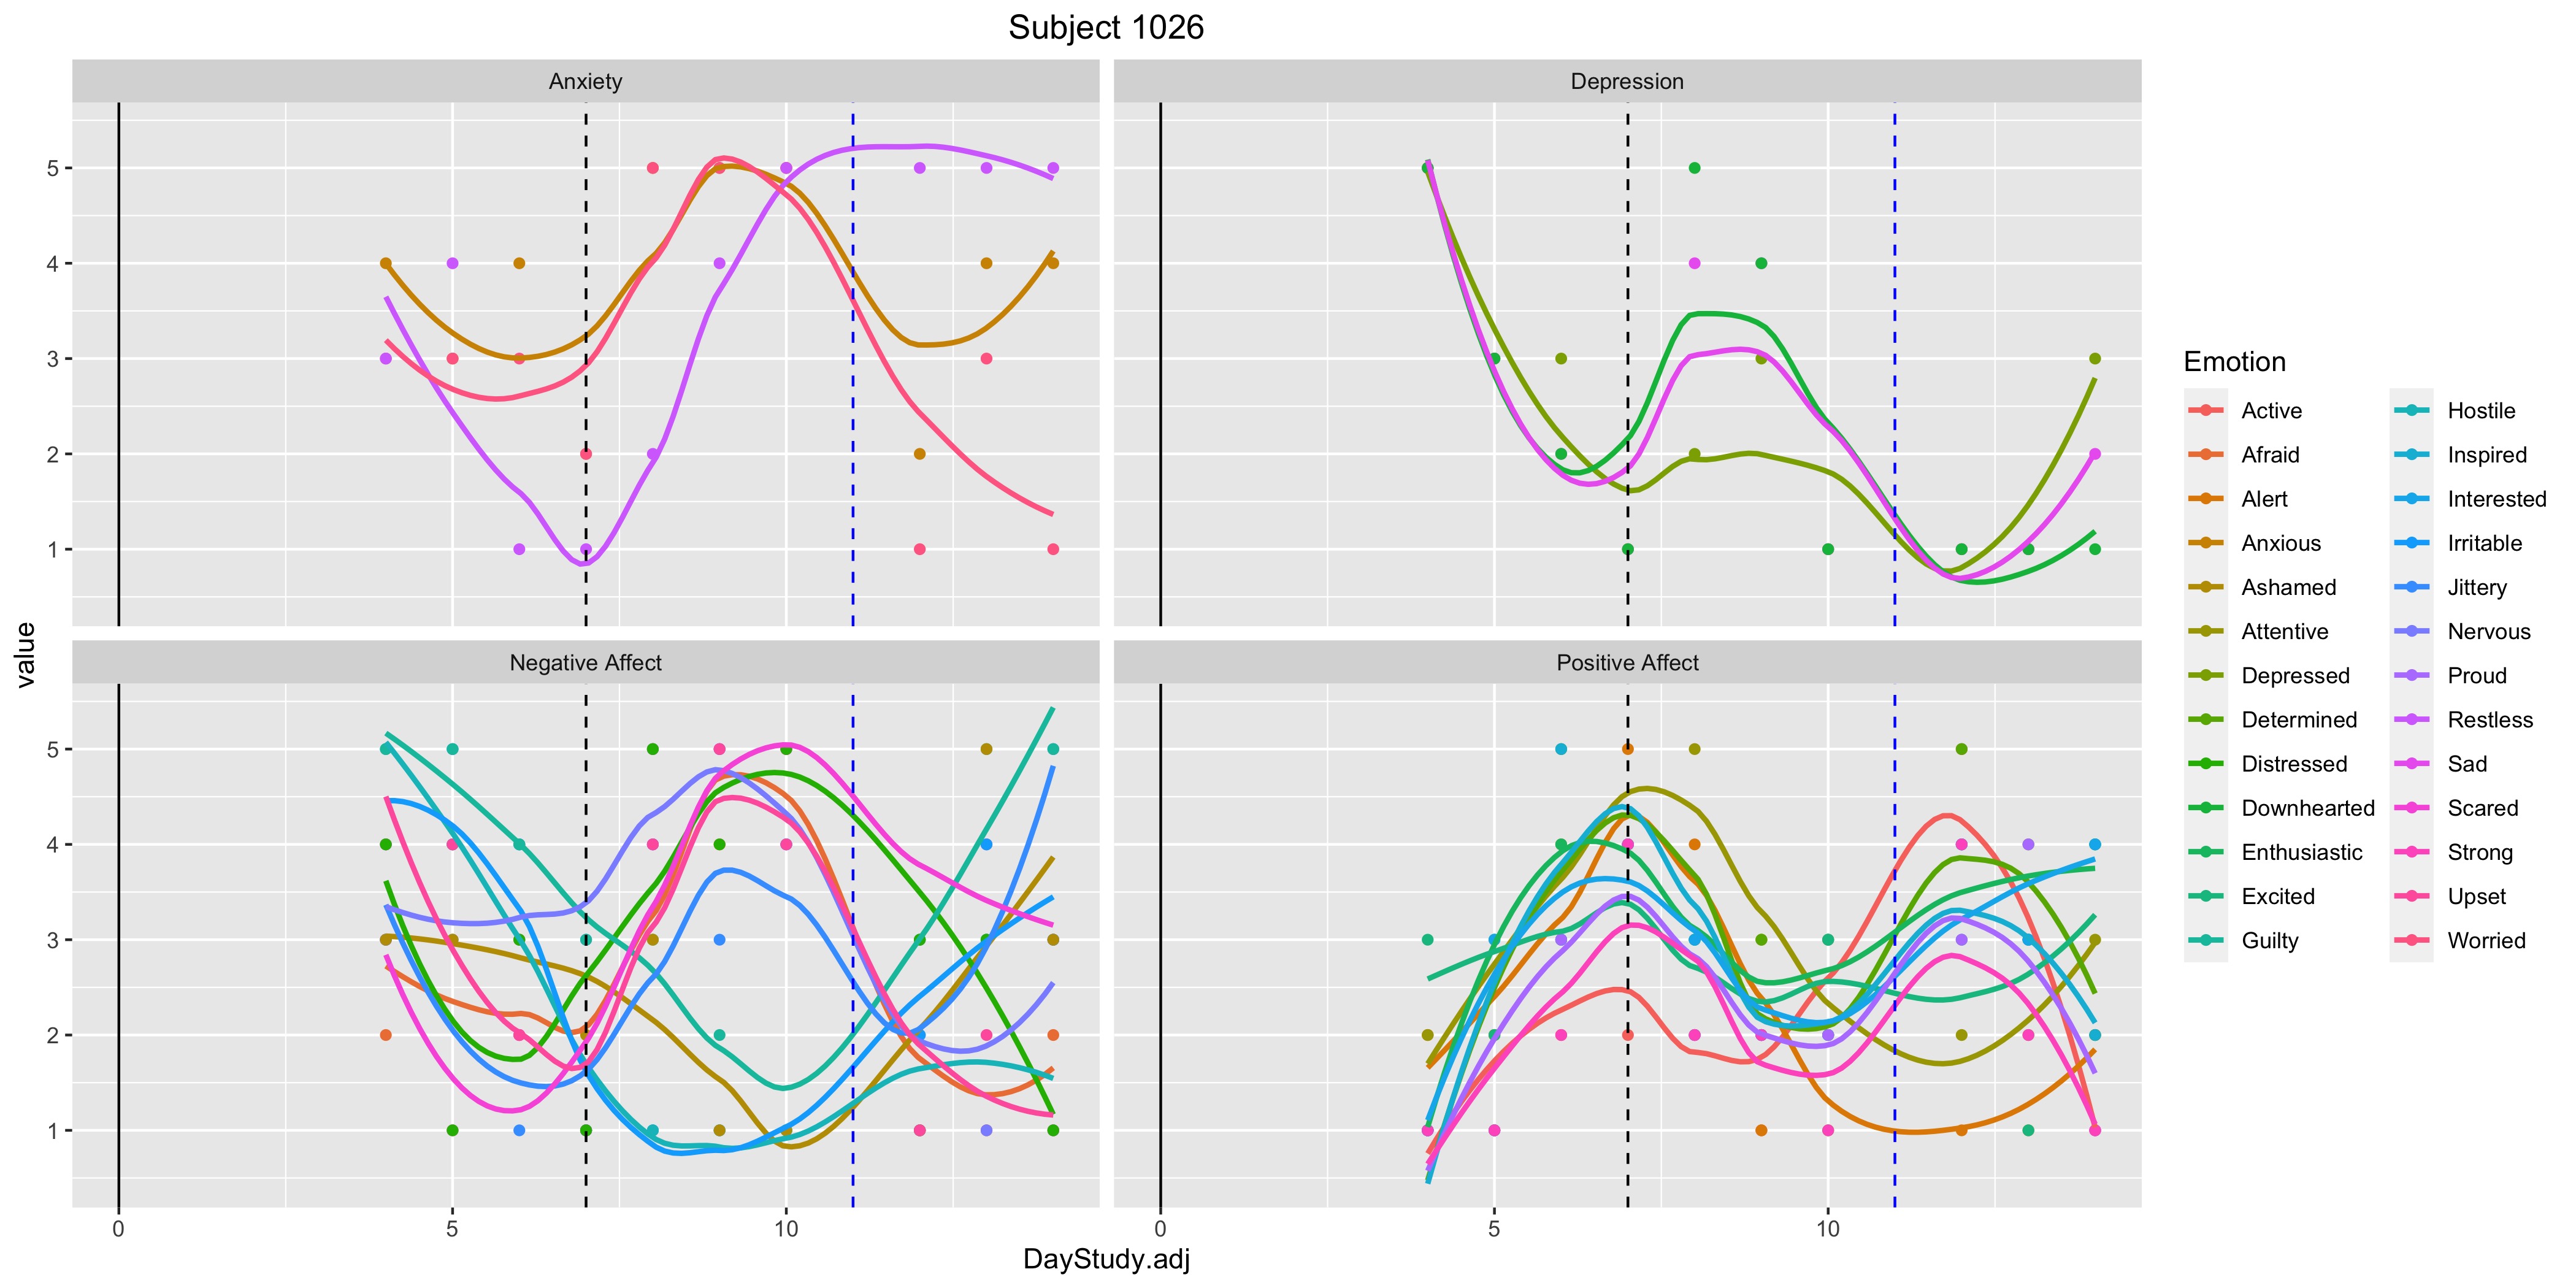 Subject 1026
Anxiety
Depression
5
4
3
2
1
value
Negative Affect
Positive Affect
5
4
3
2
1
0
5
10
0
5
10
DayStudy.adj
Emotion
Active
Afraid
Alert
Anxious
Ashamed
Attentive
Depressed
Determined
Distressed
Downhearted
Enthusiastic
Excited
Guilty
Hostile
Inspired
Interested
Irritable
Jittery
Nervous
Proud
Restless
Sad
Scared
Strong
Upset
Worried